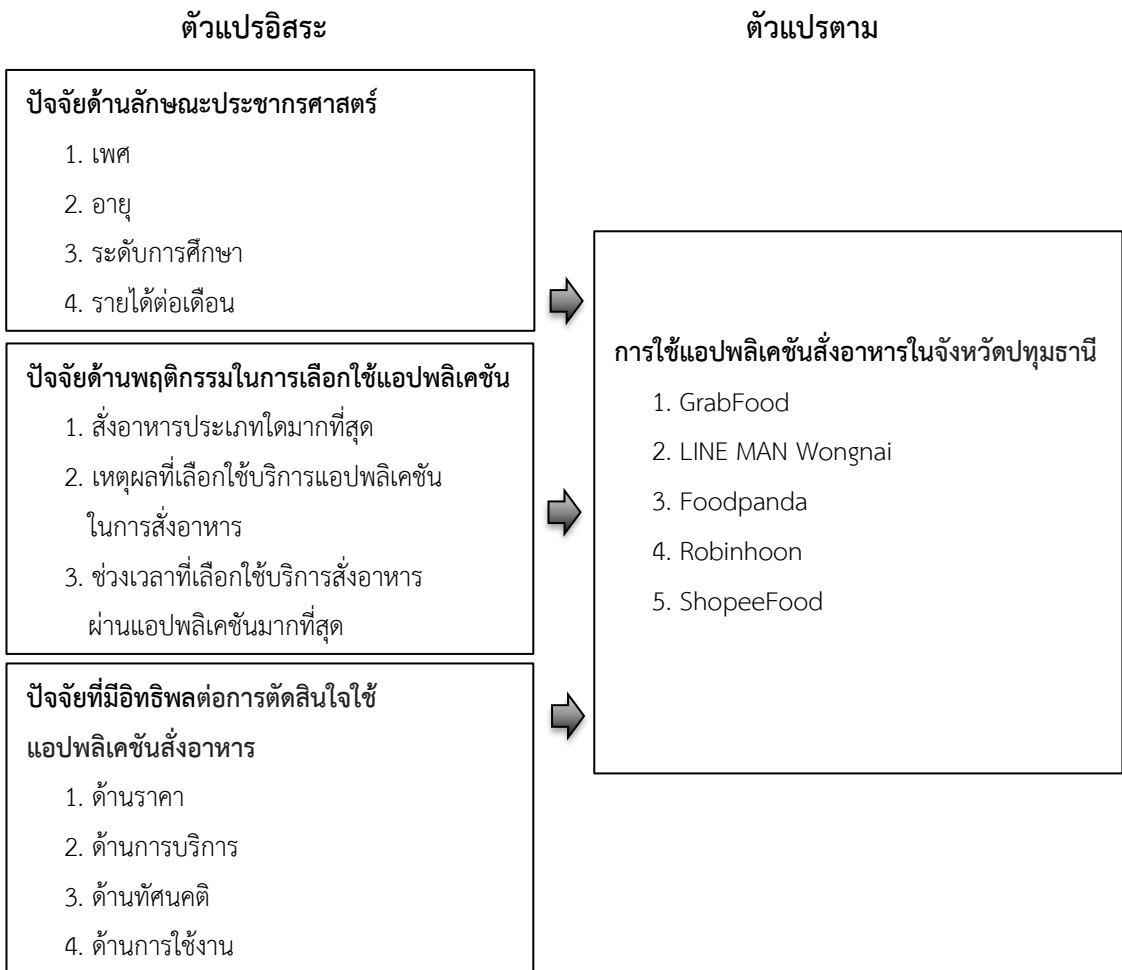 ตัวแปรอิสระ
ตัวแปรตาม
ปัจจัยด้านลักษณะประชากรศาสตร์
1. เพศ
2. อายุ
3. ระดับการศึกษา
4. รายได้ต่อเดือน
ปัจจัยด้านพฤติกรรมในการเลือกใช้แอปพลิเคชัน
1. สั่งอาหารประเภทใดมากที่สุด
2. เหตุผลที่เลือกใช้บริการแอปพลิเคชัน
ในการสั่งอาหาร
3. ช่วงเวลาที่เลือกใช้บริการสั่งอาหาร
ผ่านแอปพลิเคชันมากที่สุด
ปัจจัยที่มีอิทธิพลต่อการตัดสินใจใช้
แอปพลิเคชันสั่งอาหาร
1. ด้านราคา
2. ด้านการบริการ
3. ด้านทัศนคติ
4. ด้านการใช้งาน
การใช้แอปพลิเคชันสั่งอาหารในจังหวัดปทุมธานี
1. GrabFood
2. LINE MAN Wongnai
3. Foodpanda
4. Robinhoon
5. ShopeeFood